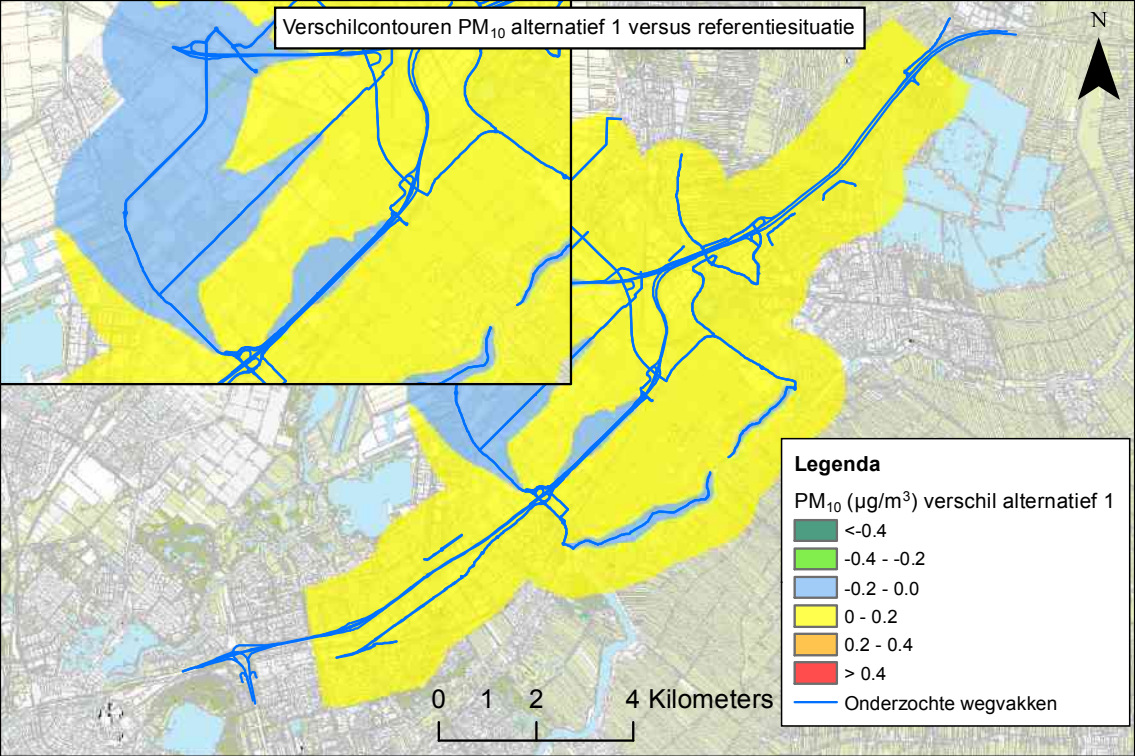 Verschilcontouren PM₁₀ alternatief 1 versus referentiesituatie
N
Legenda
PM₁₀ (µg/m³) verschil alternatief 1
<-0.4
-0.4 - -0.2
-0.2 - 0.0
0 - 0.2
0.2 - 0.4
> 0.4
Onderzochte wegvakken
0 1 2 4 Kilometers